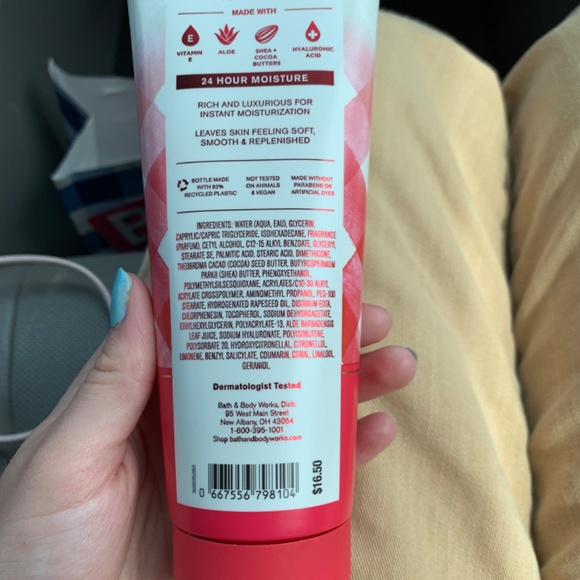 MADE WITH
E
VITAMIN E
ALOE
SHEA + COCOA BUTTERS
HYALURONIC ACID
24 HOUR MOISTURE
RICH AND LUXURIOUS FOR
INSTANT MOISTURIZATION
LEAVES SKIN FEELING SOFT,
SMOOTH & REPLENISHED
BOTTLE MADE WITH 82% RECYCLED PLASTIC
NOT TESTED ON ANIMALS & VEGAN
MADE WITHOUT PARABENS OR ARTIFICIAL DYES
INGREDIENTS: WATER (AQUA, EAU), GLYCERIN,
CAPRYLIC/CAPRIC TRIGLYCERIDE, ISOHEXADECANE, FRAGRANCE
(PARFUM), CETYL ALCOHOL, C12-15 ALKYL BENZOATE, GLYCERYL
STEARATE SE, PALMITIC ACID, STEARIC ACID, DIMETHICONE,
THEOBROMA CACAO (COCOA) SEED BUTTER, BUTYROSPERMUM
PARKII (SHEA) BUTTER, PHENOXYETHANOL,
POLYMETHYLSILSESQUIOXANE, ACRYLATES/C10-30 ALKYL
ACRYLATE CROSSPOLYMER, AMINOMETHYL PROPANOL, PEG-100
STEARATE, HYDROGENATED RAPESEED OIL, DISODIUM EDTA,
CHLORPHENESIN, TOCOPHEROL, SODIUM DEHYDROACETATE,
ETHYLHEXYLGLYCERIN, POLYACRYLATE-13, ALOE BARBADENSIS
LEAF JUICE, SODIUM HYALURONATE, POLYISOBUTENE,
POLYSORBATE 20, HYDROXYCITRONELLAL, CITRONELLOL,
LIMONENE, BENZYL SALICYLATE, COUMARIN, CITRAL, LINALOOL,
GERANIOL.
Dermatologist Tested
Bath & Body Works, Distr.
95 West Main Street
New Albany, OH 43054
1-800-395-1001
Shop bathandbodyworks.com
0 667556 798104
$16.50